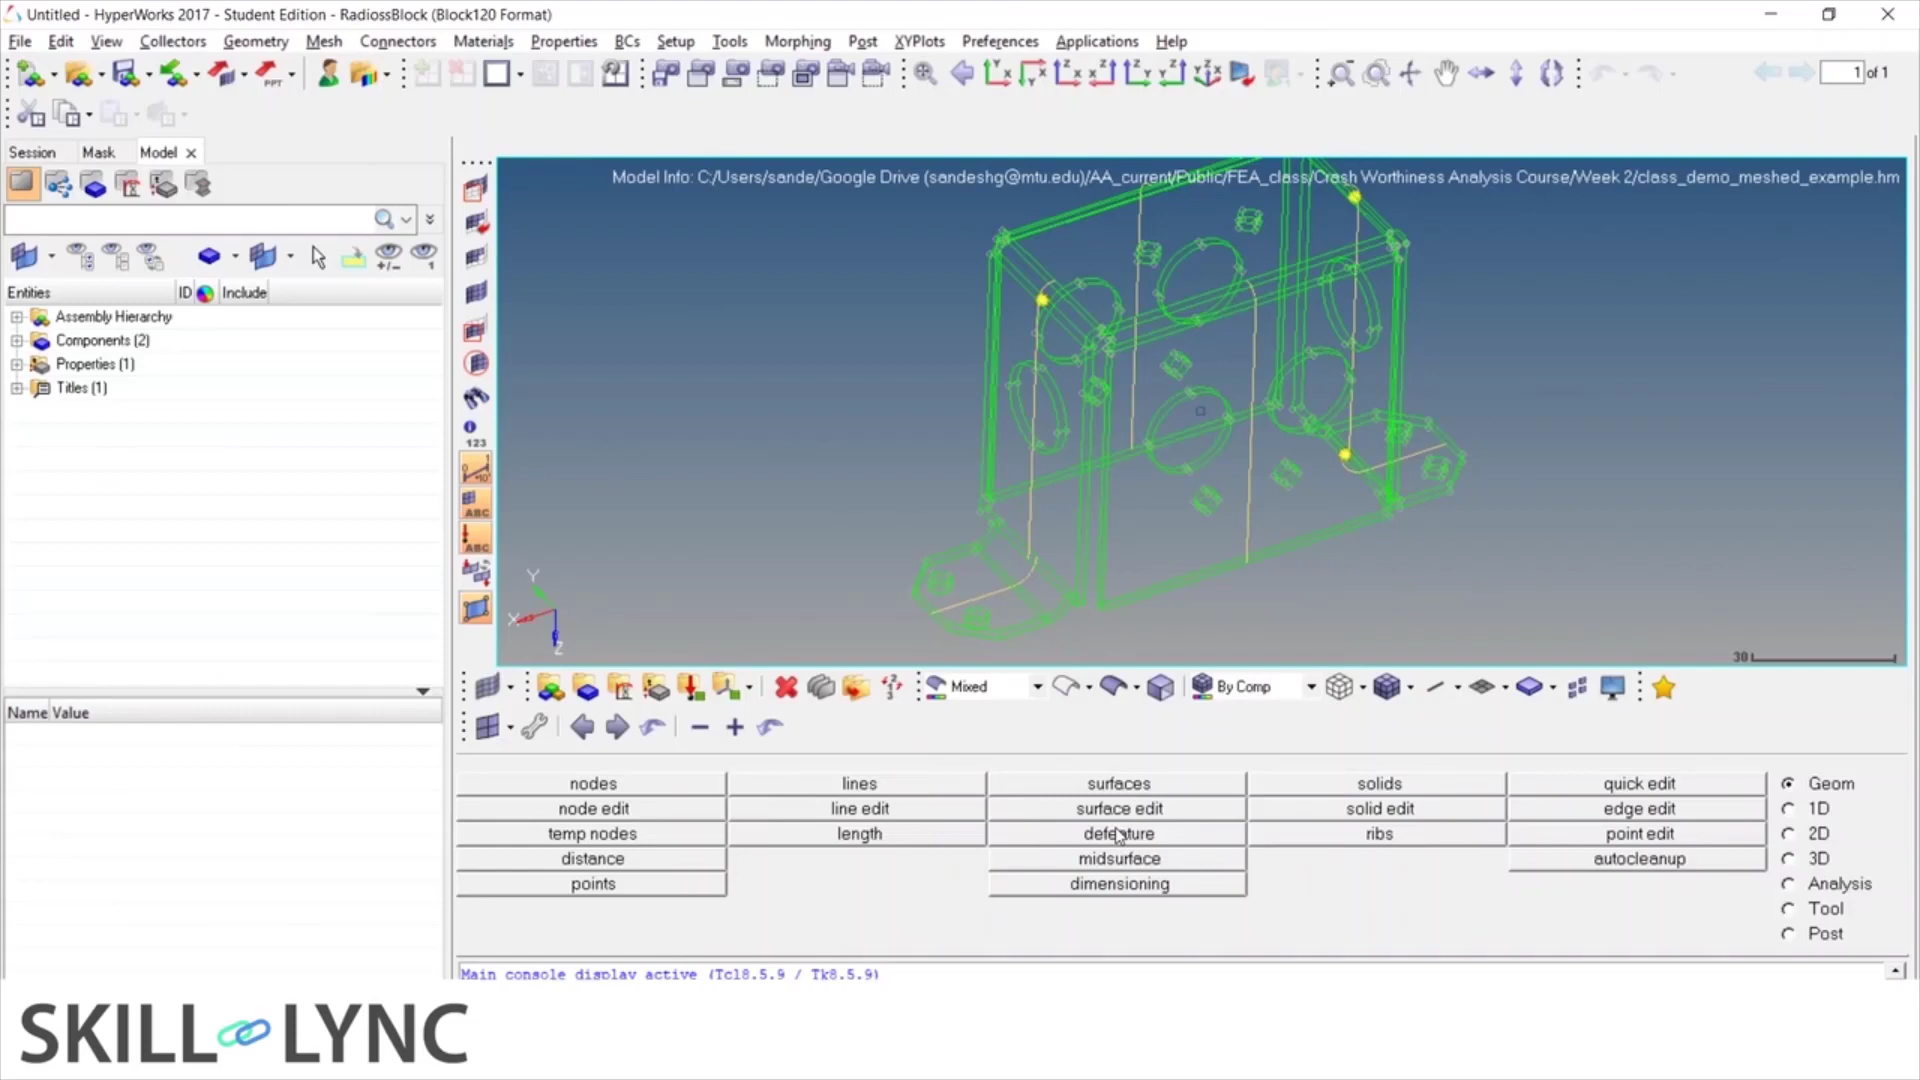 Untitled - HyperWorks 2017 - Student Edition - RadiossBlock (Block120 Format)
File Edit View Collectors Geometry Mesh Connectors Materials Properties BCs Setup Tools Morphing Post XYPlots Preferences Applications Help
1 of 1
Session Mask Model
Model Info: C:/Users/sande/Google Drive (sandeshg@mtu.edu)/AA_current/Public/FEA_class/Crash Worthiness Analysis Course/Week 2/class_demo_meshed_example.hm
Entities ID Include
Assembly Hierarchy
Components (2)
Properties (1)
Titles (1)
123
ABC
ABC
Y
X
Z
30
Mixed
By Comp
Name Value
nodes lines surfaces solids quick edit Geom
node edit line edit surface edit solid edit edge edit 1D
temp nodes length defeature ribs point edit 2D
distance midsurface autocleanup 3D
points dimensioning Analysis
Tool
Post
Main console display active (Tcl8.5.9 / Tk8.5.9)
SKILL LYNC